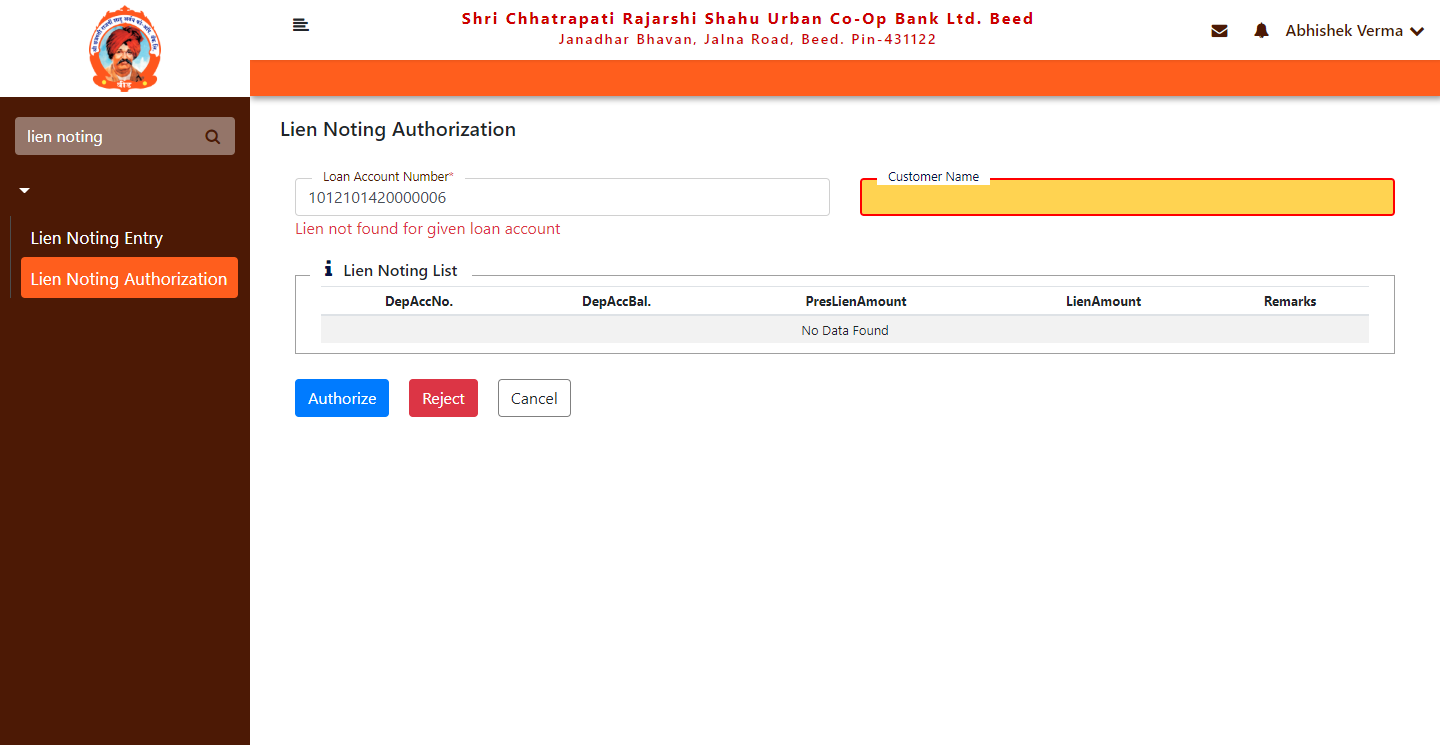 Shri Chhatrapati Rajarshi Shahu Urban Co-Op Bank Ltd. Beed
Janadhar Bhavan, Jalna Road, Beed. Pin-431122
Abhishek Verma
lien noting
Lien Noting Entry
Lien Noting Authorization
Lien Noting Authorization
Loan Account Number*
1012101420000006
Lien not found for given loan account
Customer Name
Lien Noting List
DepAccNo. DepAccBal. PresLienAmount LienAmount Remarks
No Data Found
Authorize Reject Cancel